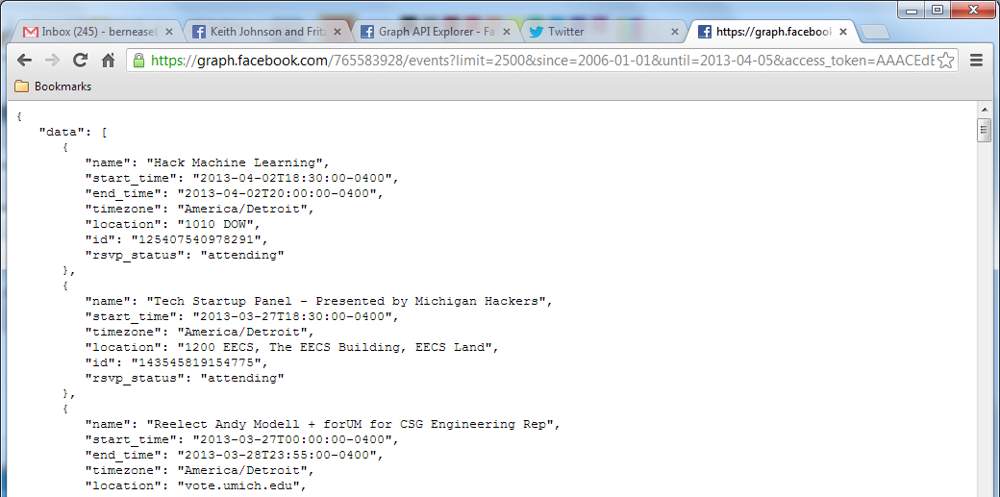 Inbox (245) - bernease
Keith Johnson and Fritz
Graph API Explorer - Fa
Twitter
https://graph.facebook
https://graph.facebook.com/765583928/events?limit=2500&since=2006-01-01&until=2013-04-05&access_token=AAACEdE
Bookmarks
{
"data": [
{
"name": "Hack Machine Learning",
"start_time": "2013-04-02T18:30:00-0400",
"end_time": "2013-04-02T20:00:00-0400",
"timezone": "America/Detroit",
"location": "1010 DOW",
"id": "125407540978291",
"rsvp_status": "attending"
},
{
"name": "Tech Startup Panel - Presented by Michigan Hackers",
"start_time": "2013-03-27T18:30:00-0400",
"timezone": "America/Detroit",
"location": "1200 EECS, The EECS Building, EECS Land",
"id": "143545819154775",
"rsvp_status": "attending"
},
{
"name": "Reelect Andy Modell + forUM for CSG Engineering Rep",
"start_time": "2013-03-27T00:00:00-0400",
"end_time": "2013-03-28T23:55:00-0400",
"timezone": "America/Detroit",
"location": "vote.umich.edu",